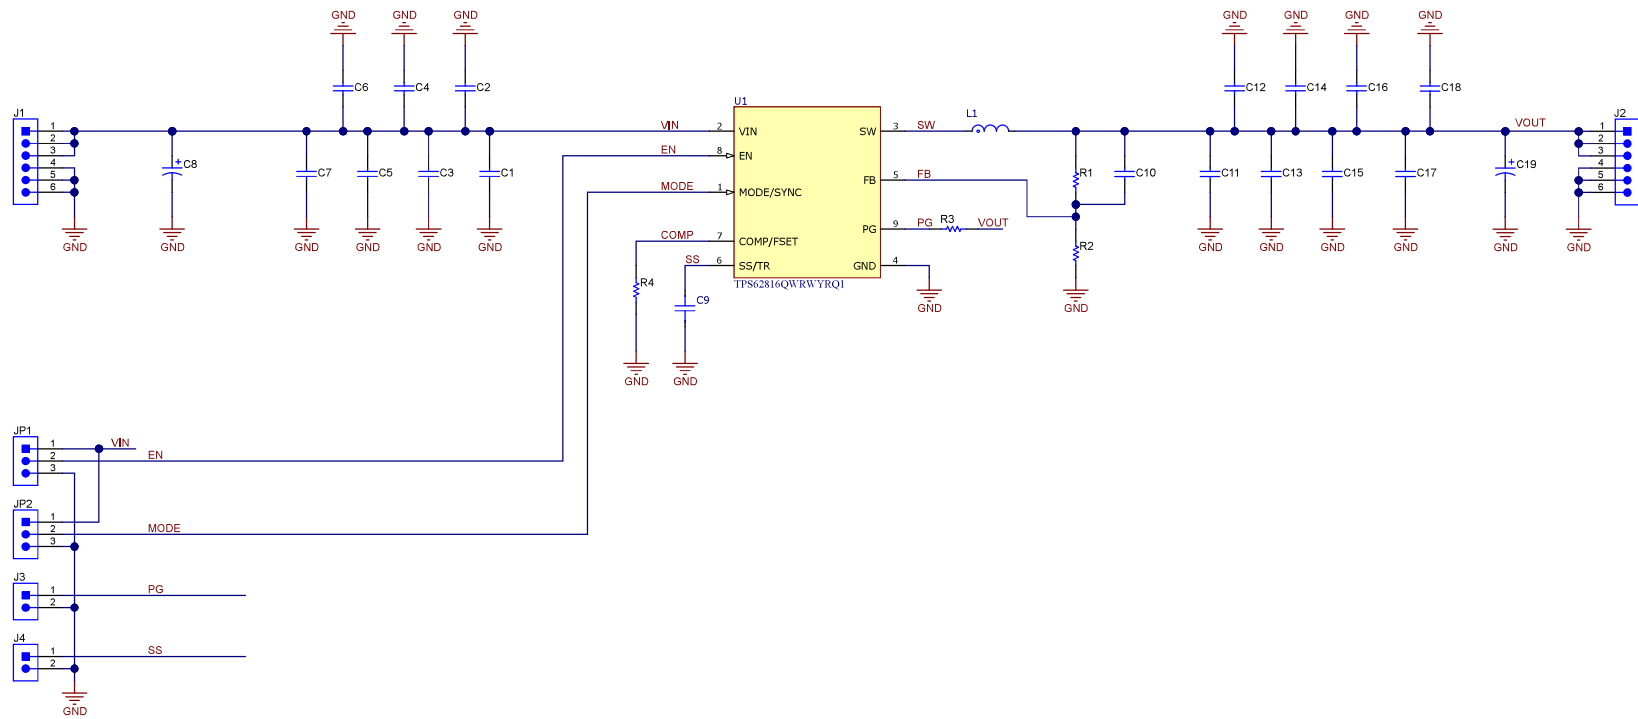 GND GND GND GND GND GND GND
C6 C4 C2 U1 C12 C14 C16 C18
J1 L1 J2
1 VIN 2 VIN SW 3 SW VOUT 1
2 2
3 EN 8 EN 3
4 C8 C7 C5 C3 C1 FB 5 FB R1 C10 C11 C13 C15 C17 C19 4
5 5
6 MODE 1 MODE/SYNC 6
GND GND GND GND GND GND PG 9 PG R3 VOUT GND GND GND GND GND GND
COMP 7 COMP/FSET R2
SS 6 SS/TR GND 4
R4 TPS62816QWRWYRQ1
C9 GND GND
GND GND
JP1
1 VIN
2 EN
3
JP2
1
2 MODE
3
J3
1 PG
2
J4
1 SS
2
GND